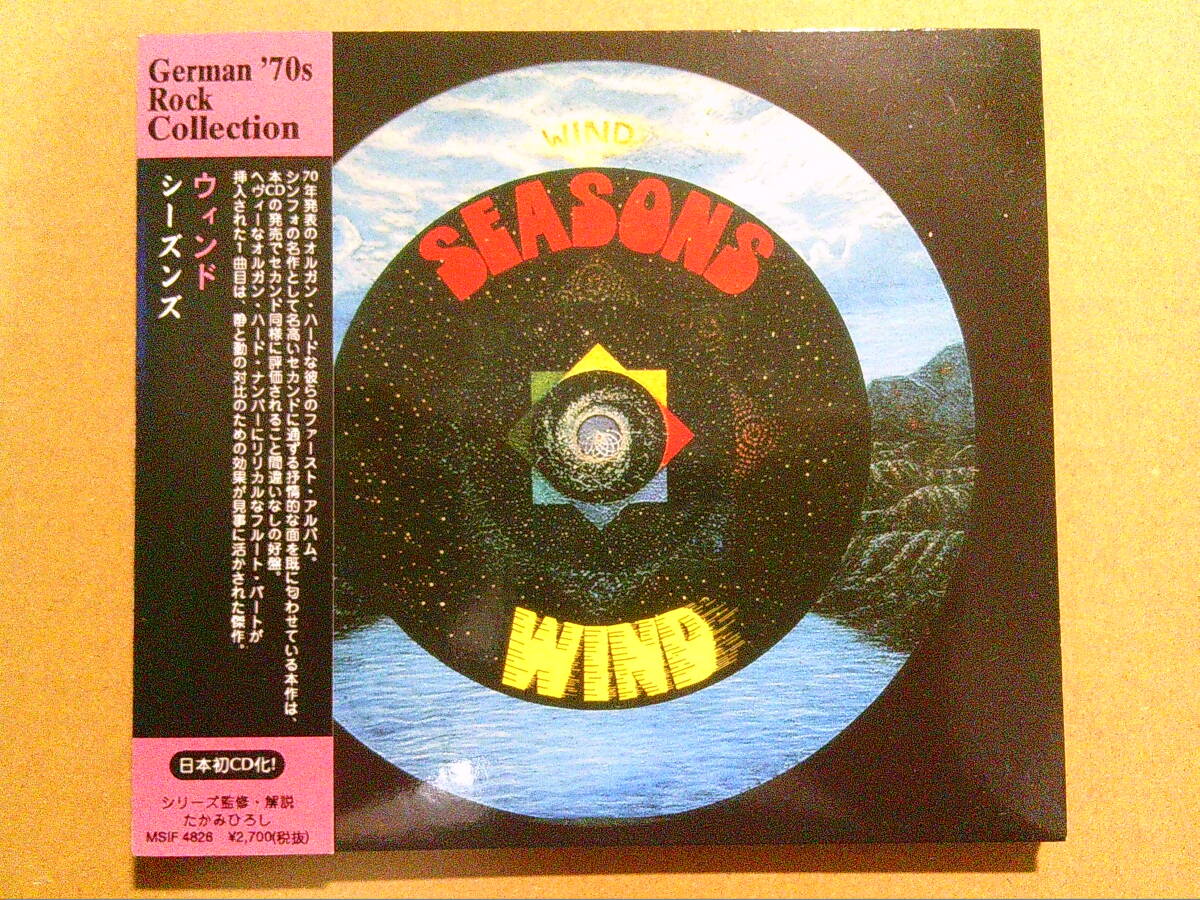 German '70s
Rock
Collection
ウィンド
シーズンズ
70年発表のオルガン・ハードな彼らのファースト・アルバム。
シンフォの名作として名高いセカンドに通ずる抒情的な面を既に匂わせている本作は、
本CDの発売でセカンド同様に評価されること間違いなしの好盤。
ヘヴィーなオルガン・ハード・ナンバーにリリカルなフルート・パートが
挿入された1曲目は、静と動の対比のための効果が見事に活かされた傑作。
日本初CD化!
シリーズ監修・解説
たかみひろし
MSIF 4826 ¥2,700(税抜)
WIND
SEASONS
WIND